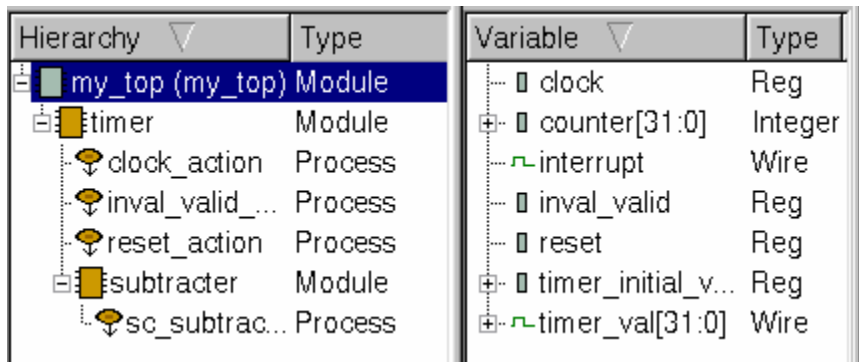 Hierarchy Type
my_top (my_top) Module
timer Module
clock_action Process
inval_valid_... Process
reset_action Process
subtracter Module
sc_subtrac... Process
Variable Type
clock Reg
counter[31:0] Integer
interrupt Wire
inval_valid Reg
reset Reg
timer_initial_v... Reg
timer_val[31:0] Wire